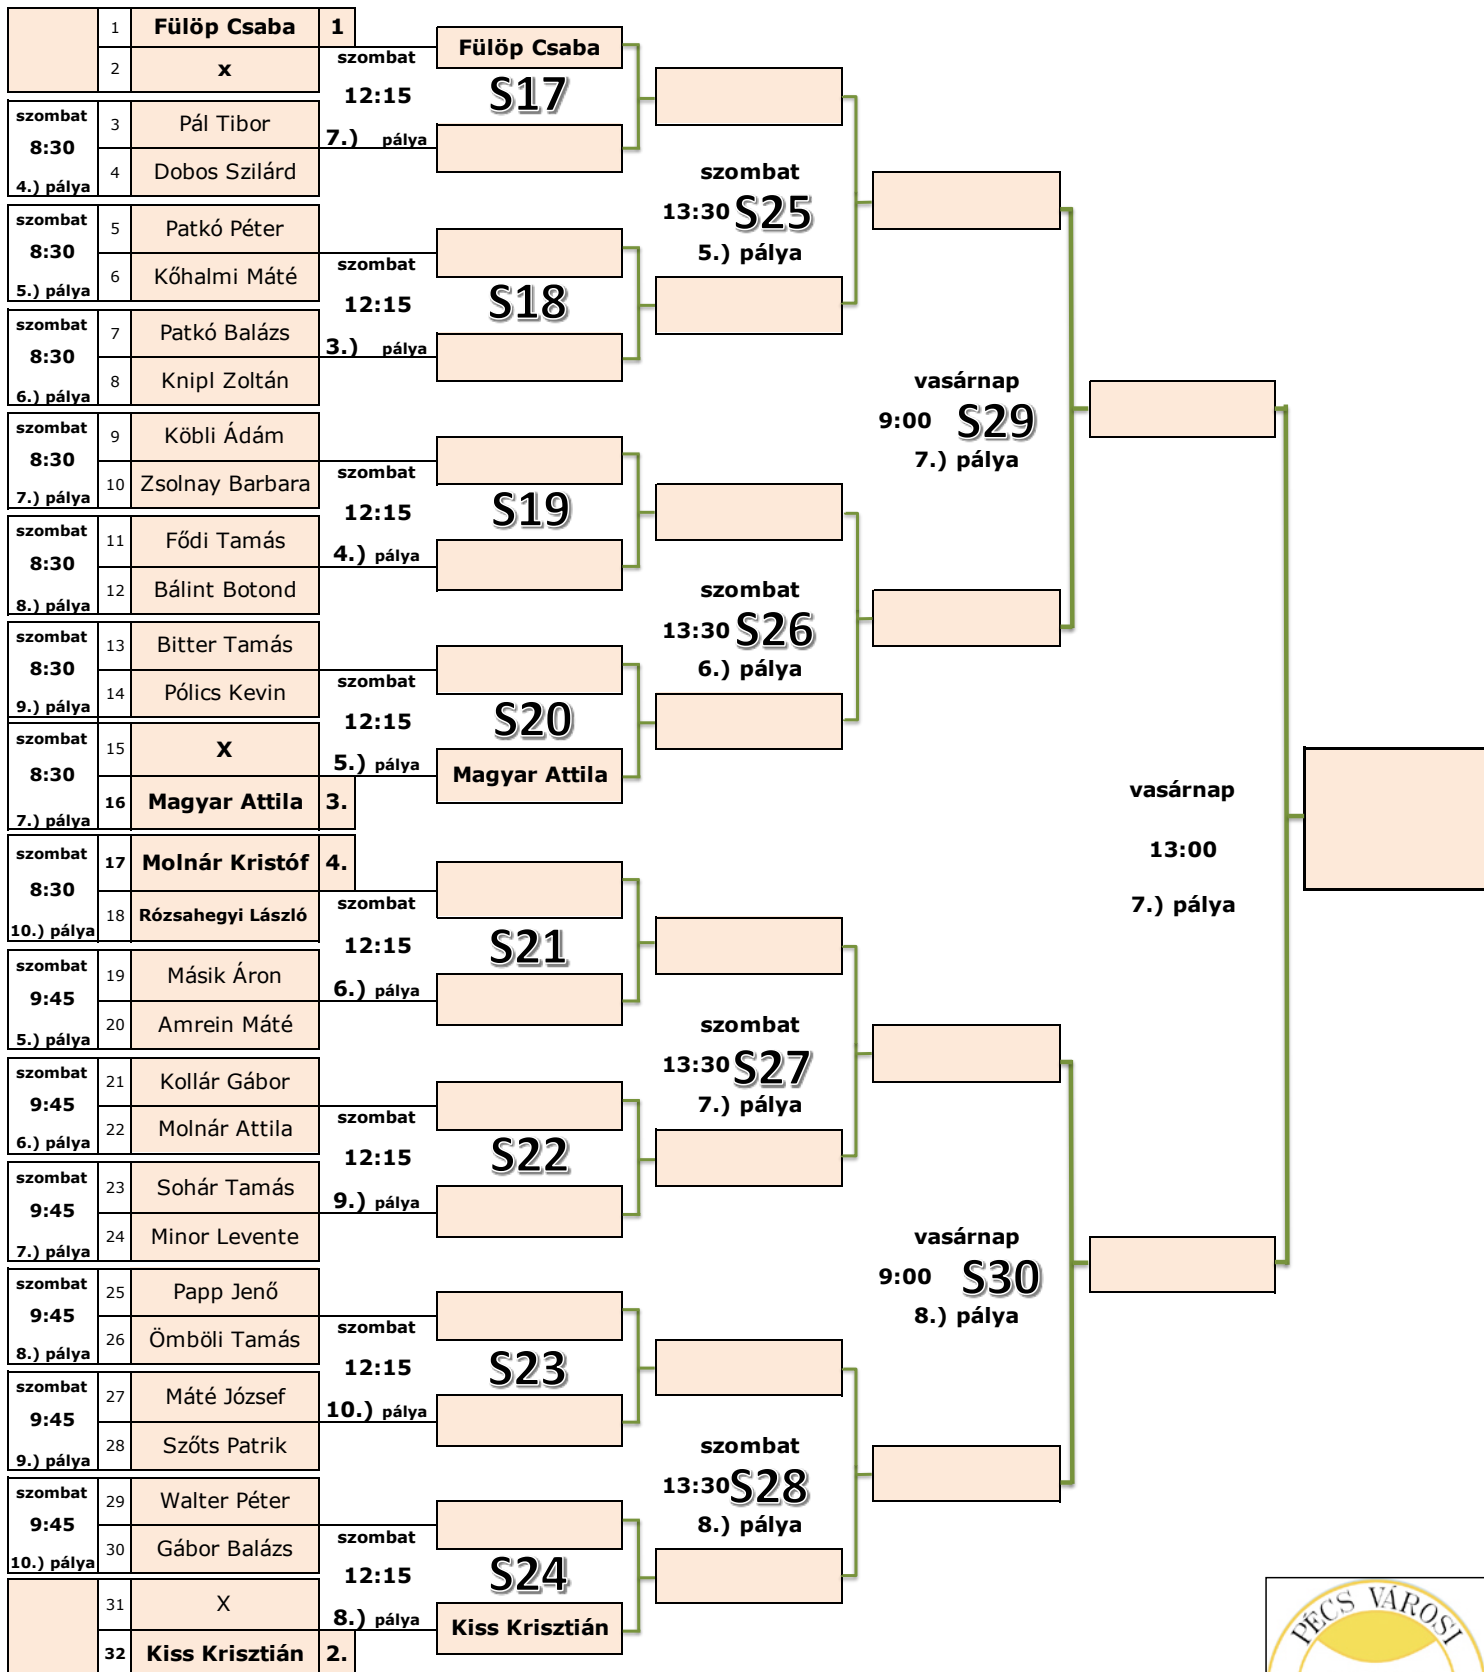 1 Fülöp Csaba 1
2 x
szombat
8:30
4.) pálya
3 Pál Tibor
4 Dobos Szilárd
szombat
8:30
5.) pálya
5 Patkó Péter
6 Kőhalmi Máté
szombat
8:30
6.) pálya
7 Patkó Balázs
8 Knipl Zoltán
szombat
8:30
7.) pálya
9 Köbli Ádám
10 Zsolnay Barbara
szombat
8:30
8.) pálya
11 Fődi Tamás
12 Bálint Botond
szombat
8:30
9.) pálya
13 Bitter Tamás
14 Pólics Kevin
szombat
8:30
7.) pálya
15 X
16 Magyar Attila 3.
szombat
8:30
10.) pálya
17 Molnár Kristóf 4.
18 Rózsahegyi László
szombat
9:45
5.) pálya
19 Másik Áron
20 Amrein Máté
szombat
9:45
6.) pálya
21 Kollár Gábor
22 Molnár Attila
szombat
9:45
7.) pálya
23 Sohár Tamás
24 Minor Levente
szombat
9:45
8.) pálya
25 Papp Jenő
26 Ömböli Tamás
szombat
9:45
9.) pálya
27 Máté József
28 Szőts Patrik
szombat
9:45
10.) pálya
29 Walter Péter
30 Gábor Balázs
31 X
32 Kiss Krisztián 2.
szombat
12:15
7.) pálya
Fülöp Csaba
S17
szombat
12:15
3.) pálya
S18
szombat
12:15
4.) pálya
S19
szombat
12:15
5.) pálya
S20
Magyar Attila
szombat
12:15
6.) pálya
S21
szombat
12:15
9.) pálya
S22
szombat
12:15
10.) pálya
S23
szombat
12:15
8.) pálya
S24
Kiss Krisztián
szombat
13:30 S25
5.) pálya
szombat
13:30 S26
6.) pálya
szombat
13:30 S27
7.) pálya
szombat
13:30 S28
8.) pálya
vasárnap
9:00 S29
7.) pálya
vasárnap
9:00 S30
8.) pálya
vasárnap
13:00
7.) pálya
PÉCS VÁROSI